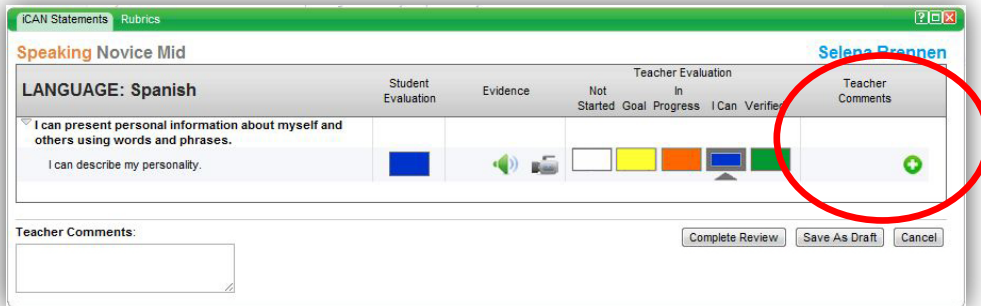 iCAN Statements Rubrics
Speaking Novice Mid
Selena Brennen
LANGUAGE: Spanish
Student Evaluation
Evidence
Teacher Evaluation
Not Started
Goal
In Progress
I Can
Verified
Teacher Comments
I can present personal information about myself and
others using words and phrases.
I can describe my personality.
Teacher Comments:
Complete Review
Save As Draft
Cancel